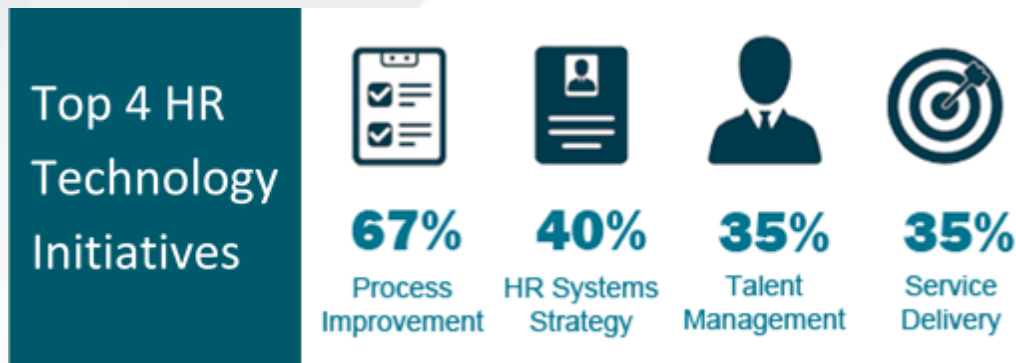 Top 4 HR
Technology
Initiatives
67%
Process
Improvement
40%
HR Systems
Strategy
35%
Talent
Management
35%
Service
Delivery